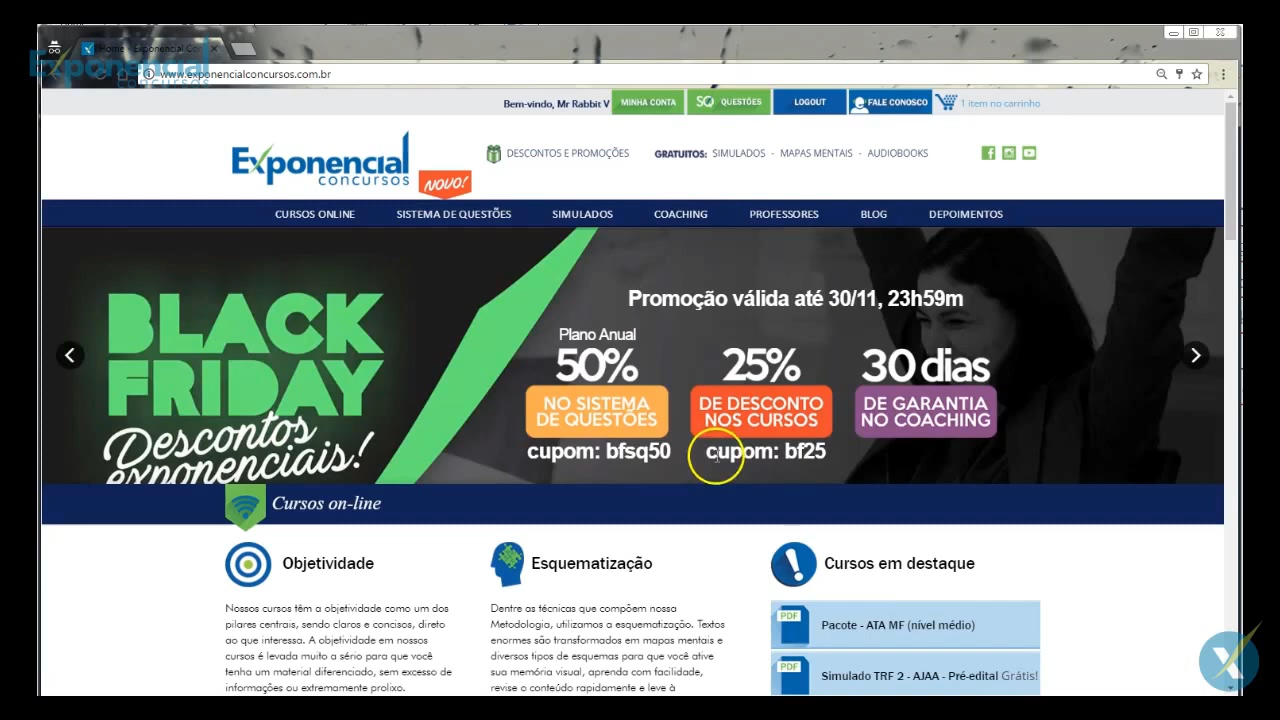 Home - Exponencial Con
Exponencial
CONCURSOS
www.exponencialconcursos.com.br
Bem-vindo, Mr Rabbit V
MINHA CONTA
SQ QUESTÕES
LOGOUT
FALE CONOSCO
1 item no carrinho
Exponencial
concursos
NOVO!
DESCONTOS E PROMOÇÕES
GRATUITOS: SIMULADOS - MAPAS MENTAIS - AUDIOBOOKS
CURSOS ONLINE
SISTEMA DE QUESTÕES
SIMULADOS
COACHING
PROFESSORES
BLOG
DEPOIMENTOS
BLACK
FRIDAY
Descontos
exponenciais!
Promoção válida até 30/11, 23h59m
Plano Anual
50%
NO SISTEMA
DE QUESTÕES
cupom: bfsq50
25%
DE DESCONTO
NOS CURSOS
cupom: bf25
30 dias
DE GARANTIA
NO COACHING
Cursos on-line
Objetividade
Nossos cursos têm a objetividade como um dos
pilares centrais, sendo claros e concisos, direto
ao que interessa. A objetividade em nossos
cursos é levada muito a sério para que você
tenha um material diferenciado, sem excesso de
informações ou extremamente prolixo.
Esquematização
Dentre as técnicas que compõem nossa
Metodologia, utilizamos a esquematização. Textos
enormes são transformados em mapas mentais e
diversos tipos de esquemas para que você ative
sua memória visual, aprenda com facilidade,
revise o conteúdo rapidamente e leve à
Cursos em destaque
PDF
Pacote - ATA MF (nível médio)
PDF
Simulado TRF 2 - AJAA - Pré-edital Grátis!